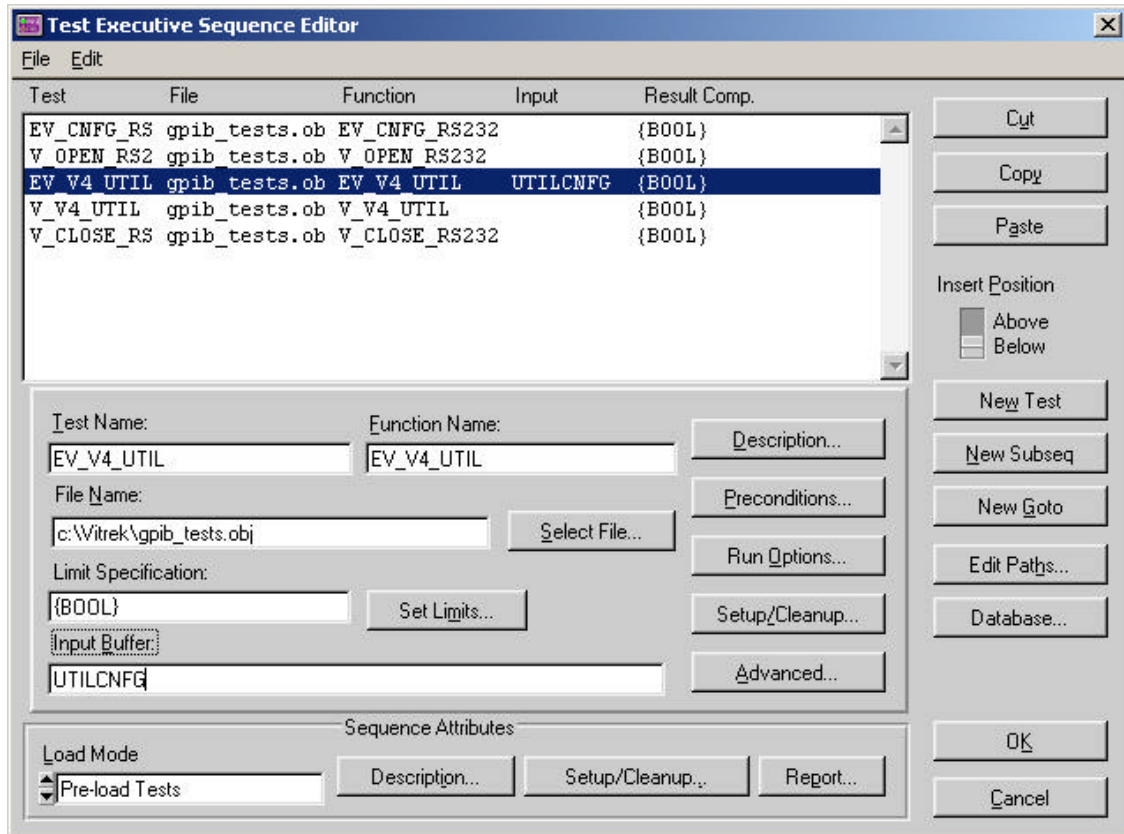 Test Executive Sequence Editor
File Edit
Test File Function Input Result Comp.
EV_CNFG_RS gpib_tests.ob EV_CNFG_RS232 {BOOL}
V_OPEN_RS2 gpib_tests.ob V_OPEN_RS232 {BOOL}
EV_V4_UTIL gpib_tests.ob EV_V4_UTIL UTILCNFG {BOOL}
V_V4_UTIL gpib_tests.ob V_V4_UTIL {BOOL}
V_CLOSE_RS gpib_tests.ob V_CLOSE_RS232 {BOOL}
Cut
Copy
Paste
Insert Position
Above
Below
New Test
New Subseq
New Goto
Edit Paths...
Database...
Test Name: Function Name:
EV_V4_UTIL EV_V4_UTIL
File Name:
c:\Vitrek\gpib_tests.obj Select File...
Limit Specification:
{BOOL} Set Limits...
Input Buffer:
UTILCNFG
Description...
Preconditions...
Run Options...
Setup/Cleanup...
Advanced...
Sequence Attributes
Load Mode
Pre-load Tests Description... Setup/Cleanup... Report...
OK
Cancel